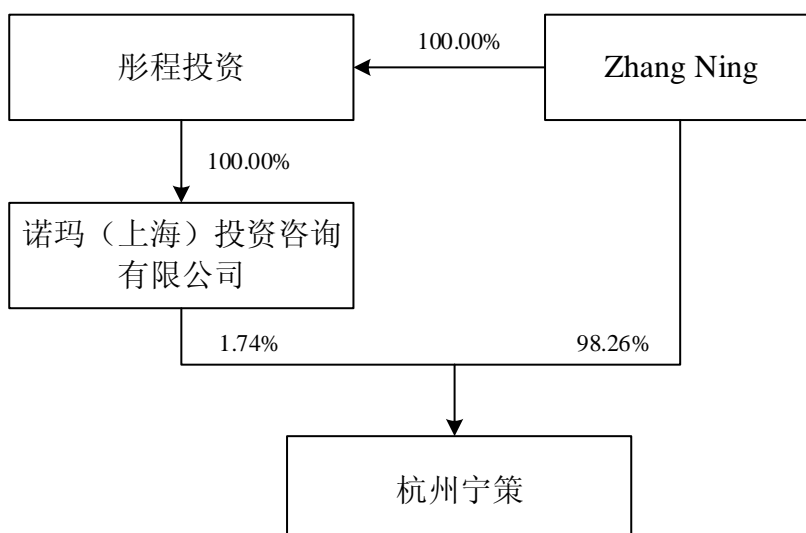 100.00%
彤程投资
Zhang Ning
100.00%
诺玛（上海）投资咨询
有限公司
1.74%
98.26%
杭州宁策